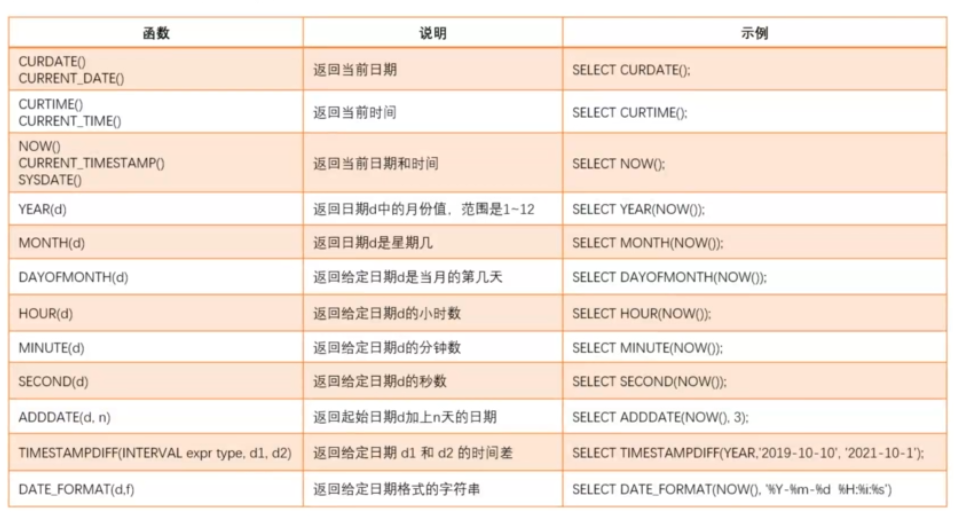 函数 说明 示例
CURDATE()
CURRENT_DATE() 返回当前日期 SELECT CURDATE();
CURTIME()
CURRENT_TIME() 返回当前时间 SELECT CURTIME();
NOW()
CURRENT_TIMESTAMP() 返回当前日期和时间 SELECT NOW();
SYSDATE()
YEAR(d) 返回日期d中的月份值，范围是1~12 SELECT YEAR(NOW());
MONTH(d) 返回日期d是星期几 SELECT MONTH(NOW());
DAYOFMONTH(d) 返回给定日期d是当月的第几天 SELECT DAYOFMONTH(NOW());
HOUR(d) 返回给定日期d的小时数 SELECT HOUR(NOW());
MINUTE(d) 返回给定日期d的分钟数 SELECT MINUTE(NOW());
SECOND(d) 返回给定日期d的秒数 SELECT SECOND(NOW());
ADDDATE(d, n) 返回起始日期d加上n天的日期 SELECT ADDDATE(NOW(), 3);
TIMESTAMPDIFF(INTERVAL expr type, d1, d2) 返回给定日期 d1 和 d2 的时间差 SELECT TIMESTAMPDIFF(YEAR,'2019-10-10', '2021-10-1');
DATE_FORMAT(d,f) 返回给定日期格式的字符串 SELECT DATE_FORMAT(NOW(), '%Y-%m-%d %H:%i:%s')